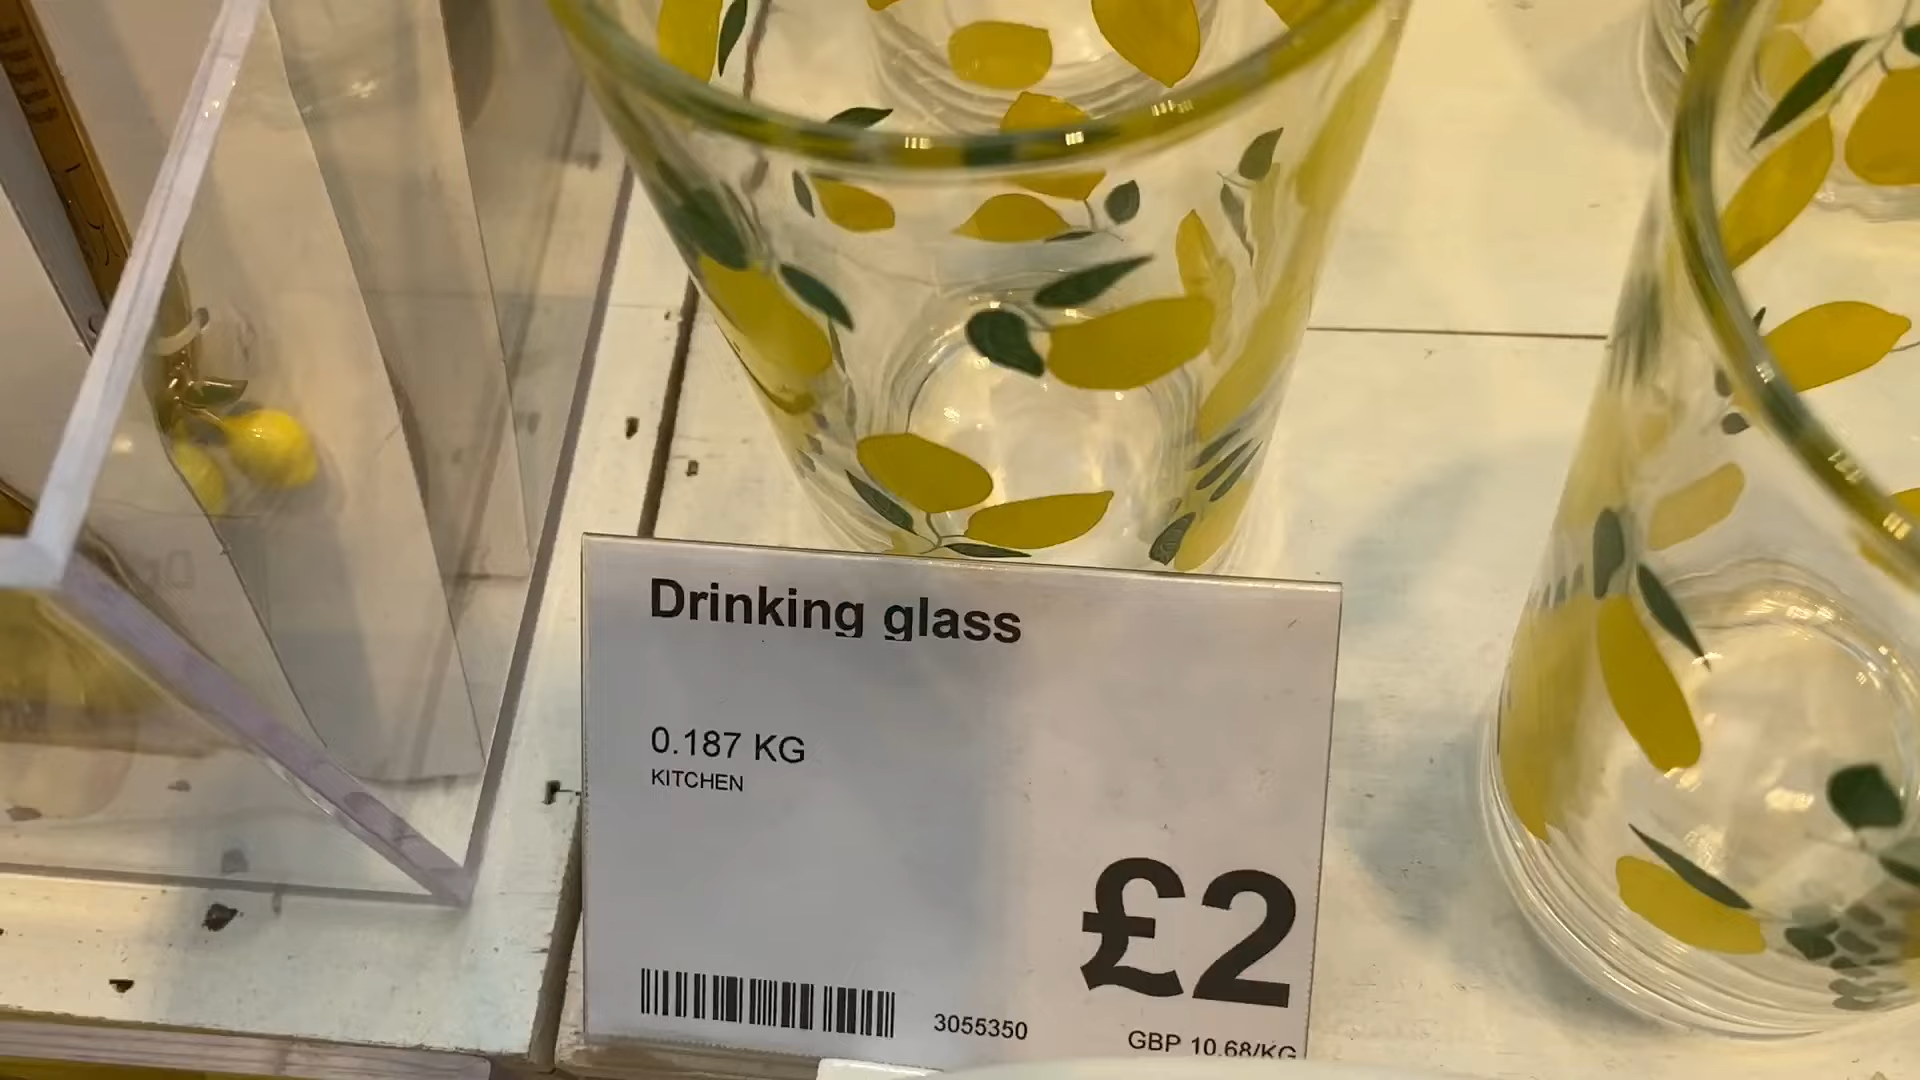 Drinking glass
0.187 KG
KITCHEN
£2
3055350
GBP 10.68/KG